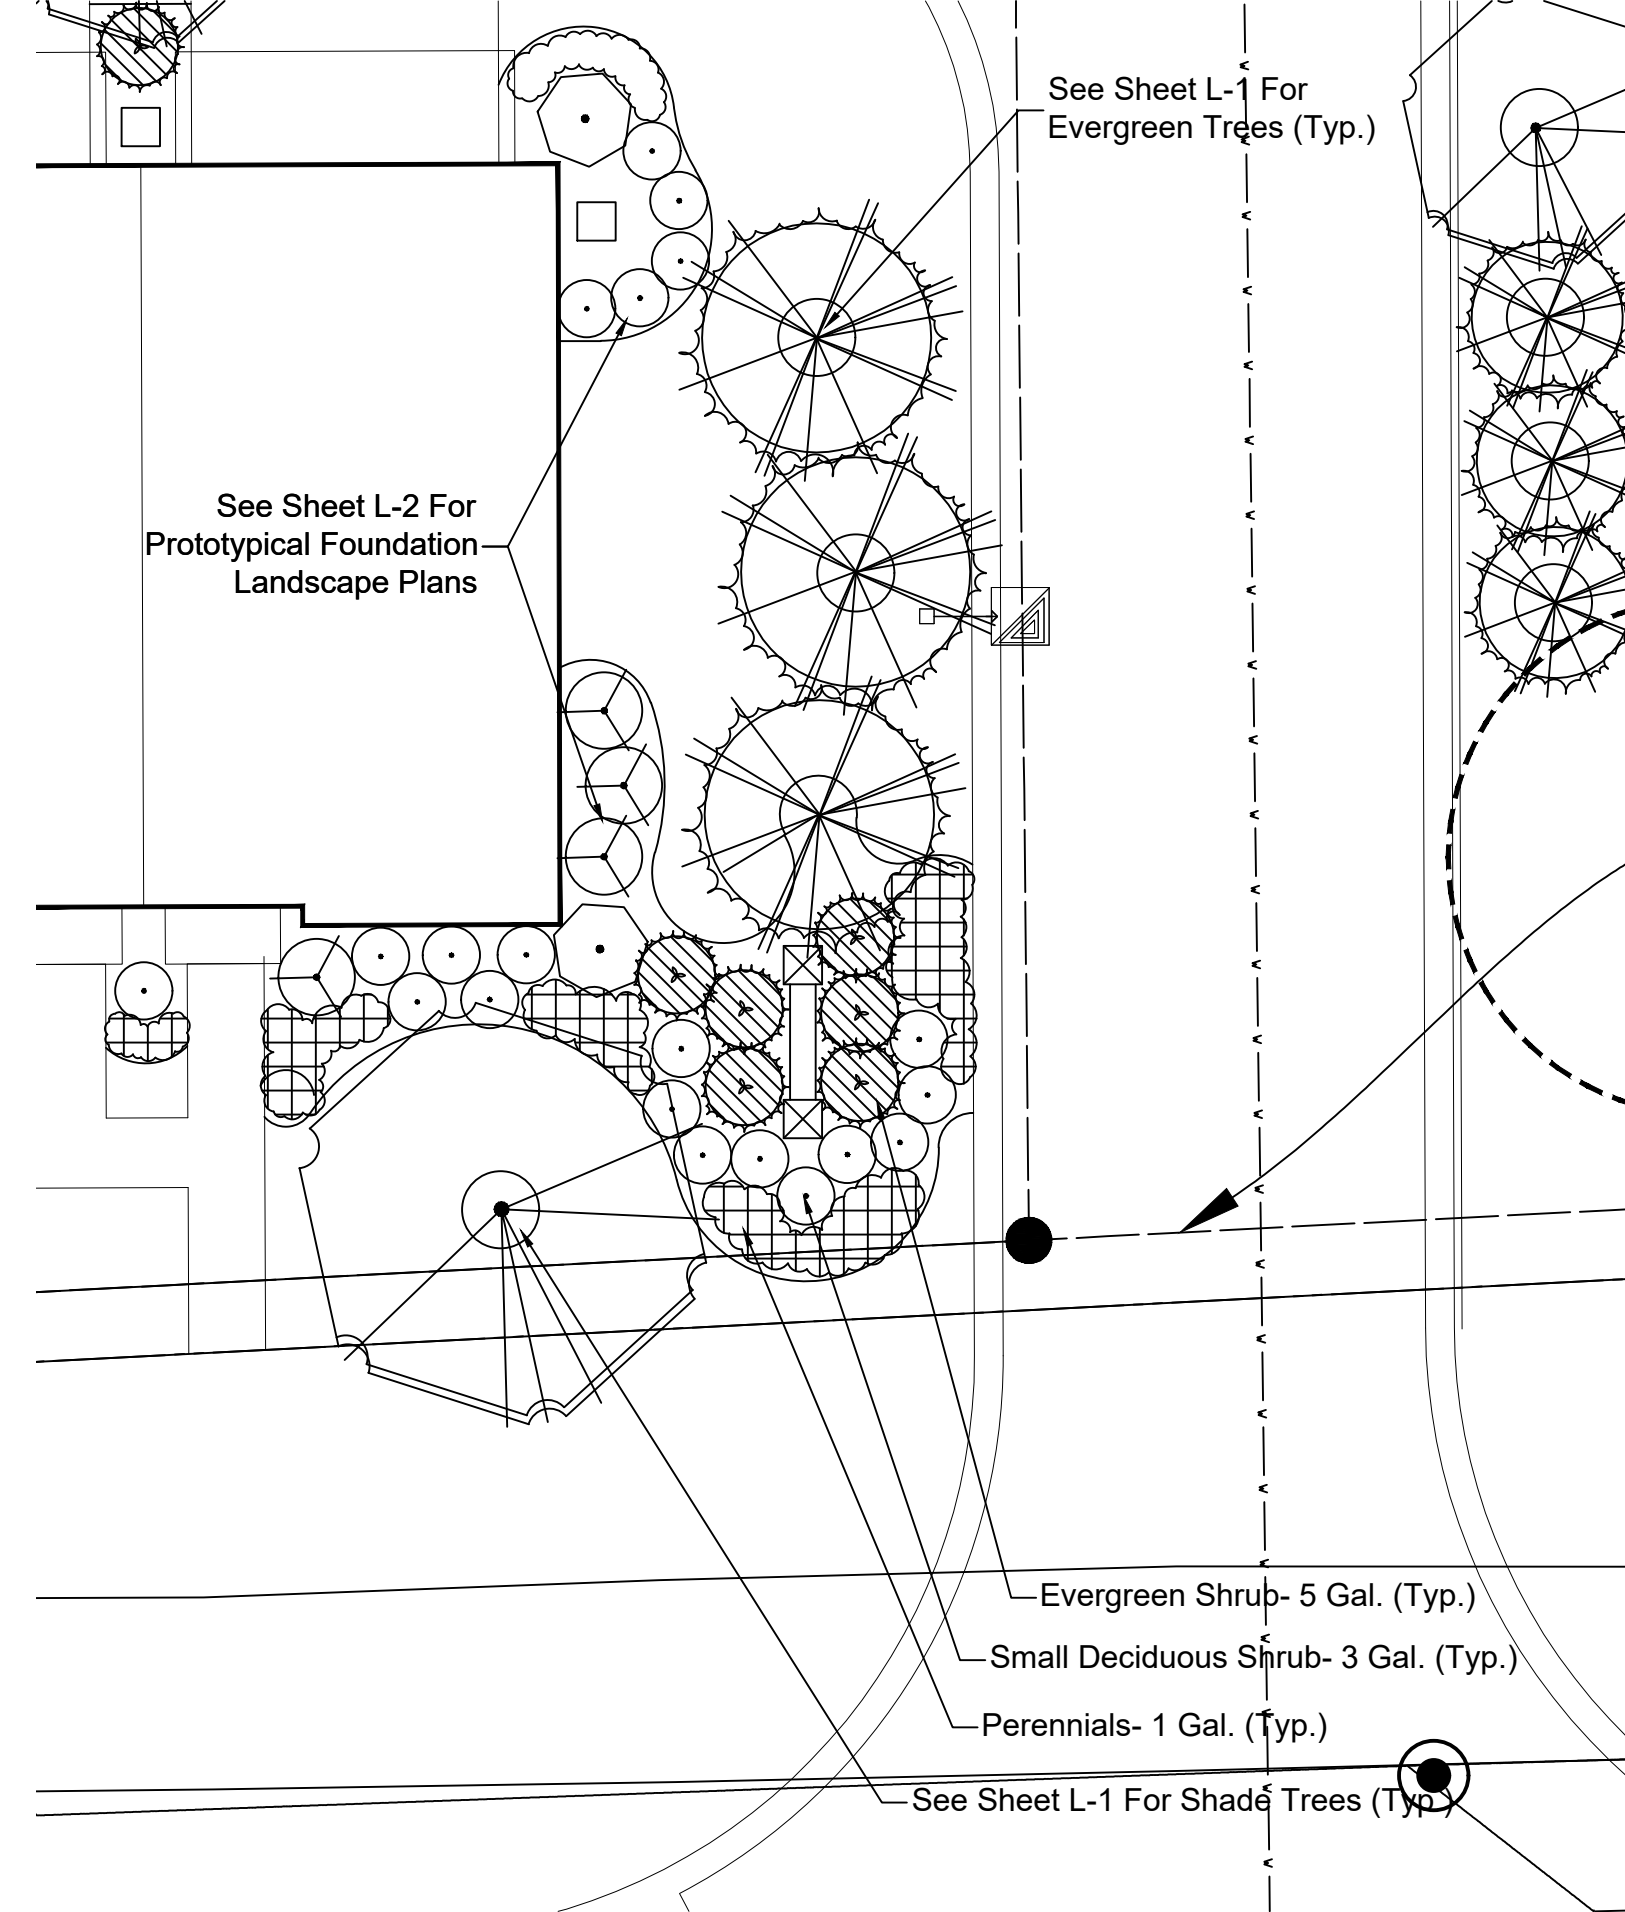 See Sheet L-1 For
Evergreen Trees (Typ.)
See Sheet L-2 For
Prototypical Foundation
Landscape Plans
Evergreen Shrub- 5 Gal. (Typ.)
Small Deciduous Shrub- 3 Gal. (Typ.)
Perennials- 1 Gal. (Typ.)
See Sheet L-1 For Shade Trees (Typ.)